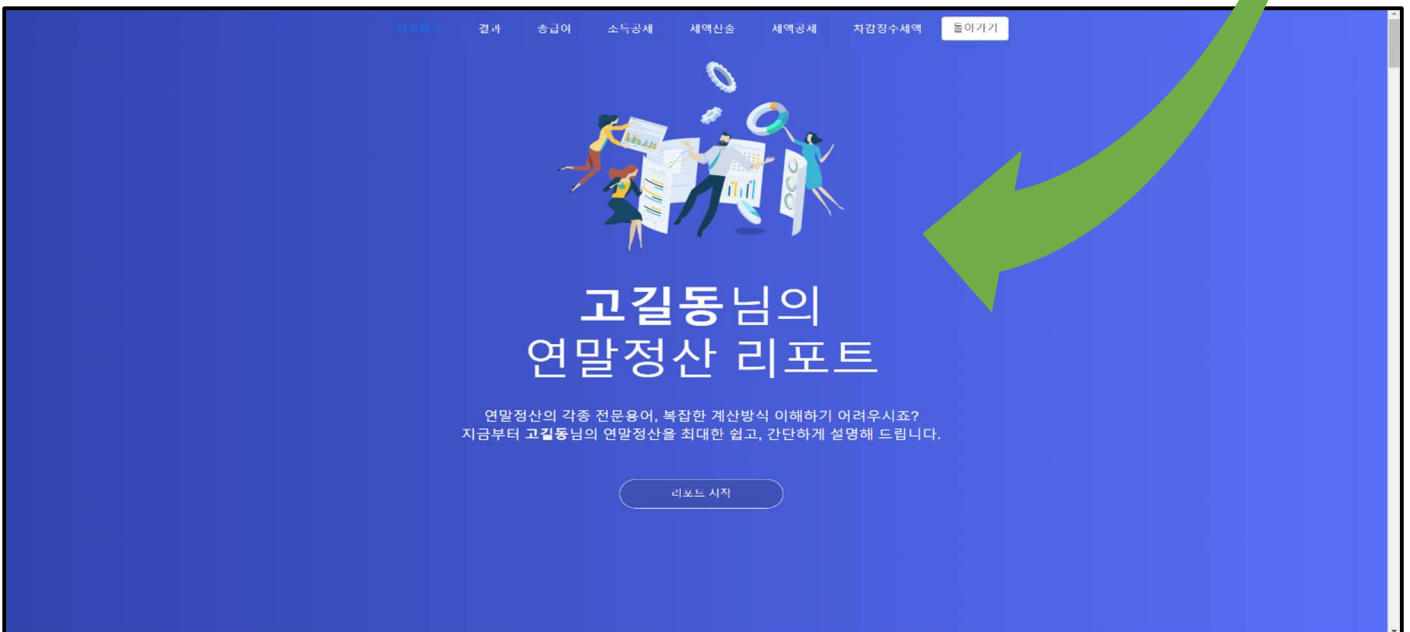 시작하기 결과 총급여 소득공제 세액산출 세액공제 차감징수세액 돌아가기
고길동님의
연말정산 리포트
연말정산의 각종 전문용어, 복잡한 계산방식 이해하기 어려우시죠?
지금부터 고길동님의 연말정산을 최대한 쉽고, 간단하게 설명해 드립니다.
리포트 시작